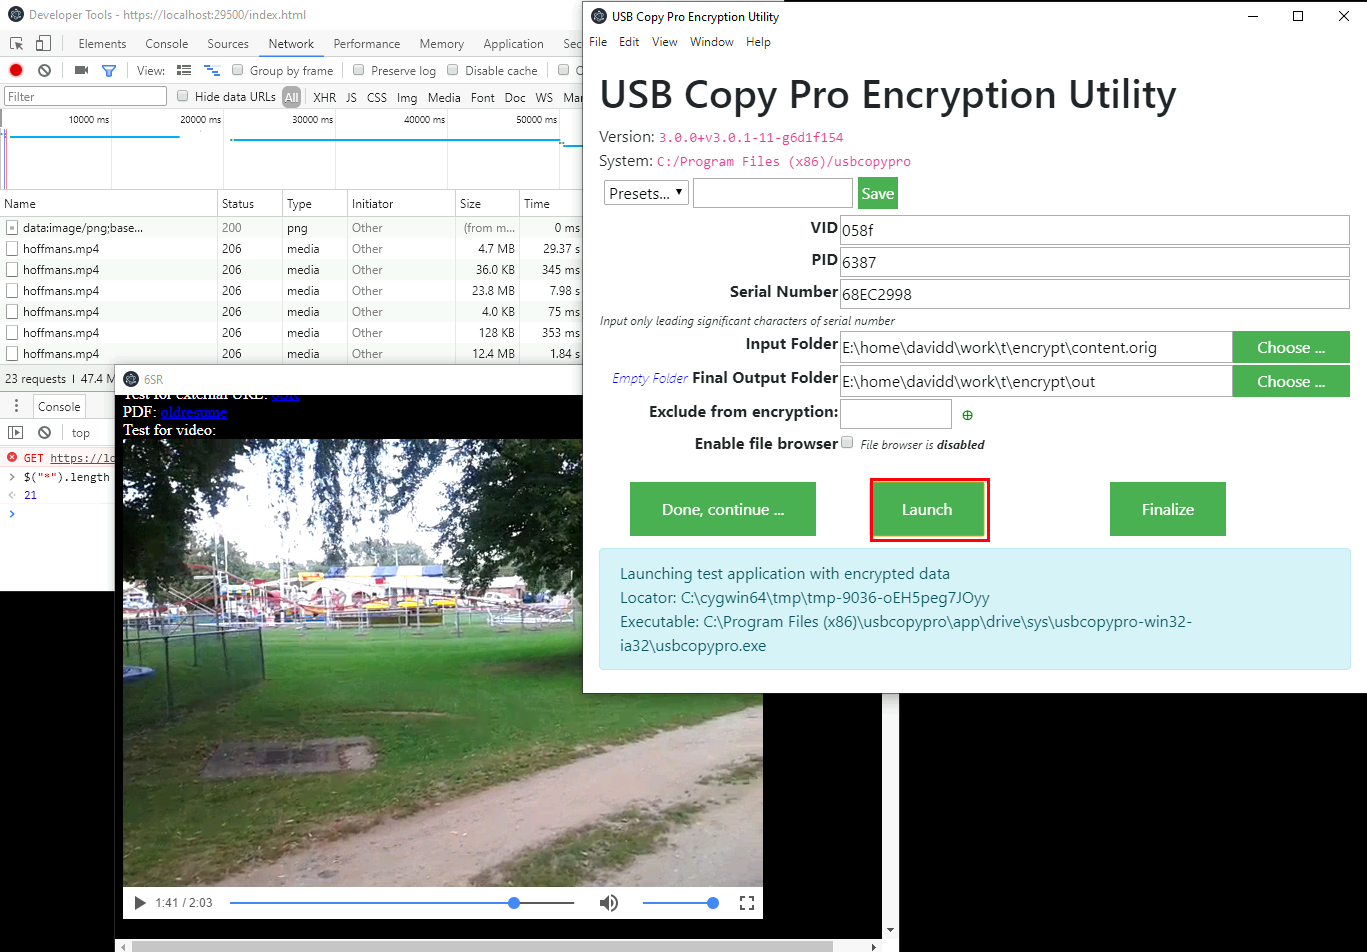 Developer Tools - https://localhost:29500/index.html
Elements Console Sources Network Performance Memory Application Sec
View: Group by frame Preserve log Disable cache
Filter Hide data URLs All XHR JS CSS Img Media Font Doc WS Man
10000 ms 20000 ms 30000 ms 40000 ms 50000 ms
Name Status Type Initiator Size Time
data:image/png;base... 200 png Other (from m... 0 ms
hoffmans.mp4 206 media Other 4.7 MB 29.37 s
hoffmans.mp4 206 media Other 36.0 KB 345 ms
hoffmans.mp4 206 media Other 23.8 MB 7.98 s
hoffmans.mp4 206 media Other 4.0 KB 75 ms
hoffmans.mp4 206 media Other 128 KB 353 ms
hoffmans.mp4 206 media Other 12.4 MB 1.84 s
23 requests | 47.4 M
Console
top
GET https://lo
$("*").length
21
6SR
Test for external URL:
PDF: oldresume
Test for video:
1:41 / 2:03
USB Copy Pro Encryption Utility
File Edit View Window Help
USB Copy Pro Encryption Utility
Version: 3.0.0+v3.0.1-11-g6d1f154
System: C:/Program Files (x86)/usbcopypro
Presets... Save
VID 058f
PID 6387
Serial Number 68EC2998
Input only leading significant characters of serial number
Input Folder E:\home\davidd\work\t\encrypt\content.orig Choose ...
Empty Folder Final Output Folder E:\home\davidd\work\t\encrypt\out Choose ...
Exclude from encryption:
Enable file browser File browser is disabled
Done, continue ... Launch Finalize
Launching test application with encrypted data
Locator: C:\cygwin64\tmp\tmp-9036-oEH5peg7JOyy
Executable: C:\Program Files (x86)\usbcopypro\app\drive\sys\usbcopypro-win32-
ia32\usbcopypro.exe